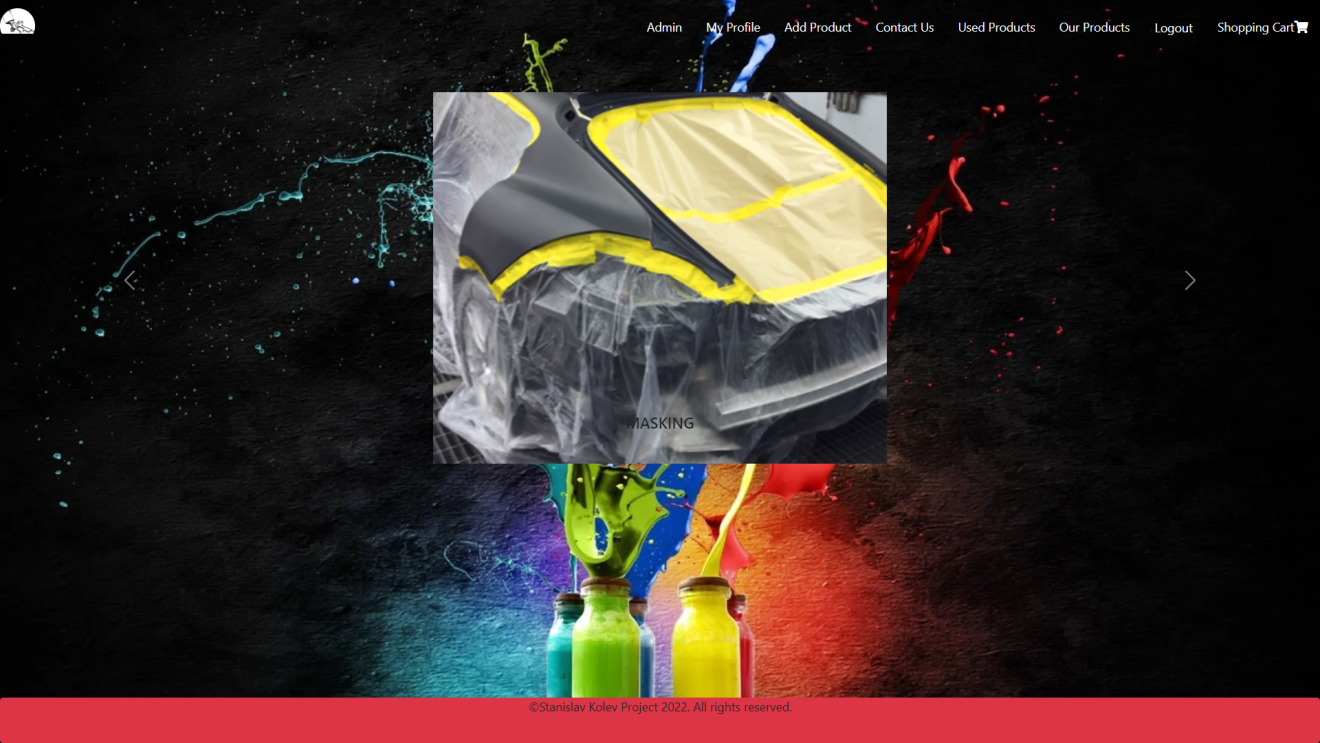 Admin My Profile Add Product Contact Us Used Products Our Products Logout Shopping Cart
MASKING
©Stanislav Kolev Project 2022. All rights reserved.